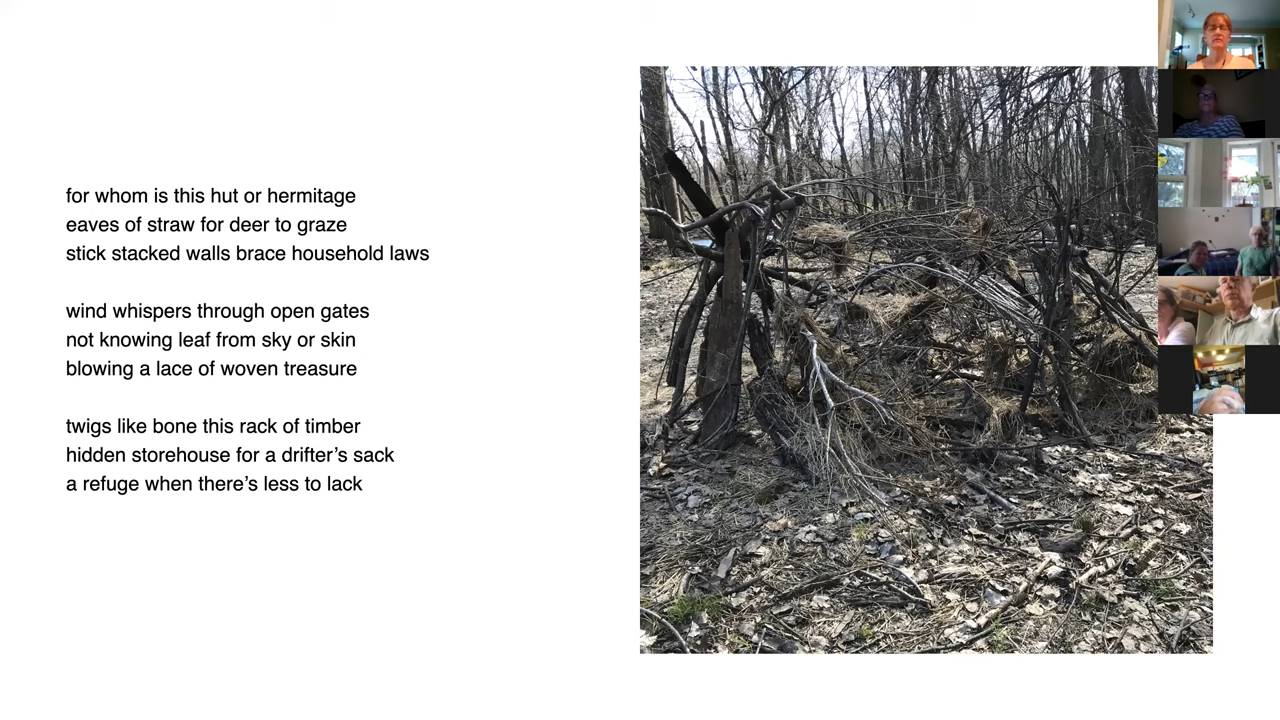 for whom is this hut or hermitage
eaves of straw for deer to graze
stick stacked walls brace household laws
wind whispers through open gates
not knowing leaf from sky or skin
blowing a lace of woven treasure
twigs like bone this rack of timber
hidden storehouse for a drifter’s sack
a refuge when there’s less to lack